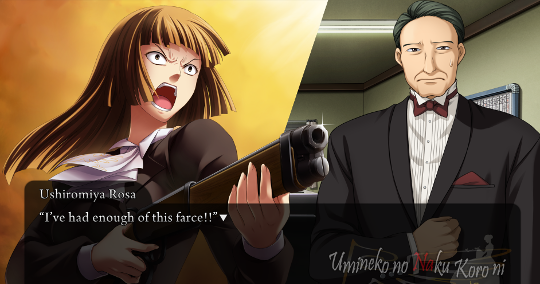 Ushiromiya Rosa
“I’ve had enough of this farce!!”▼
Umineko no Naku Koro ni